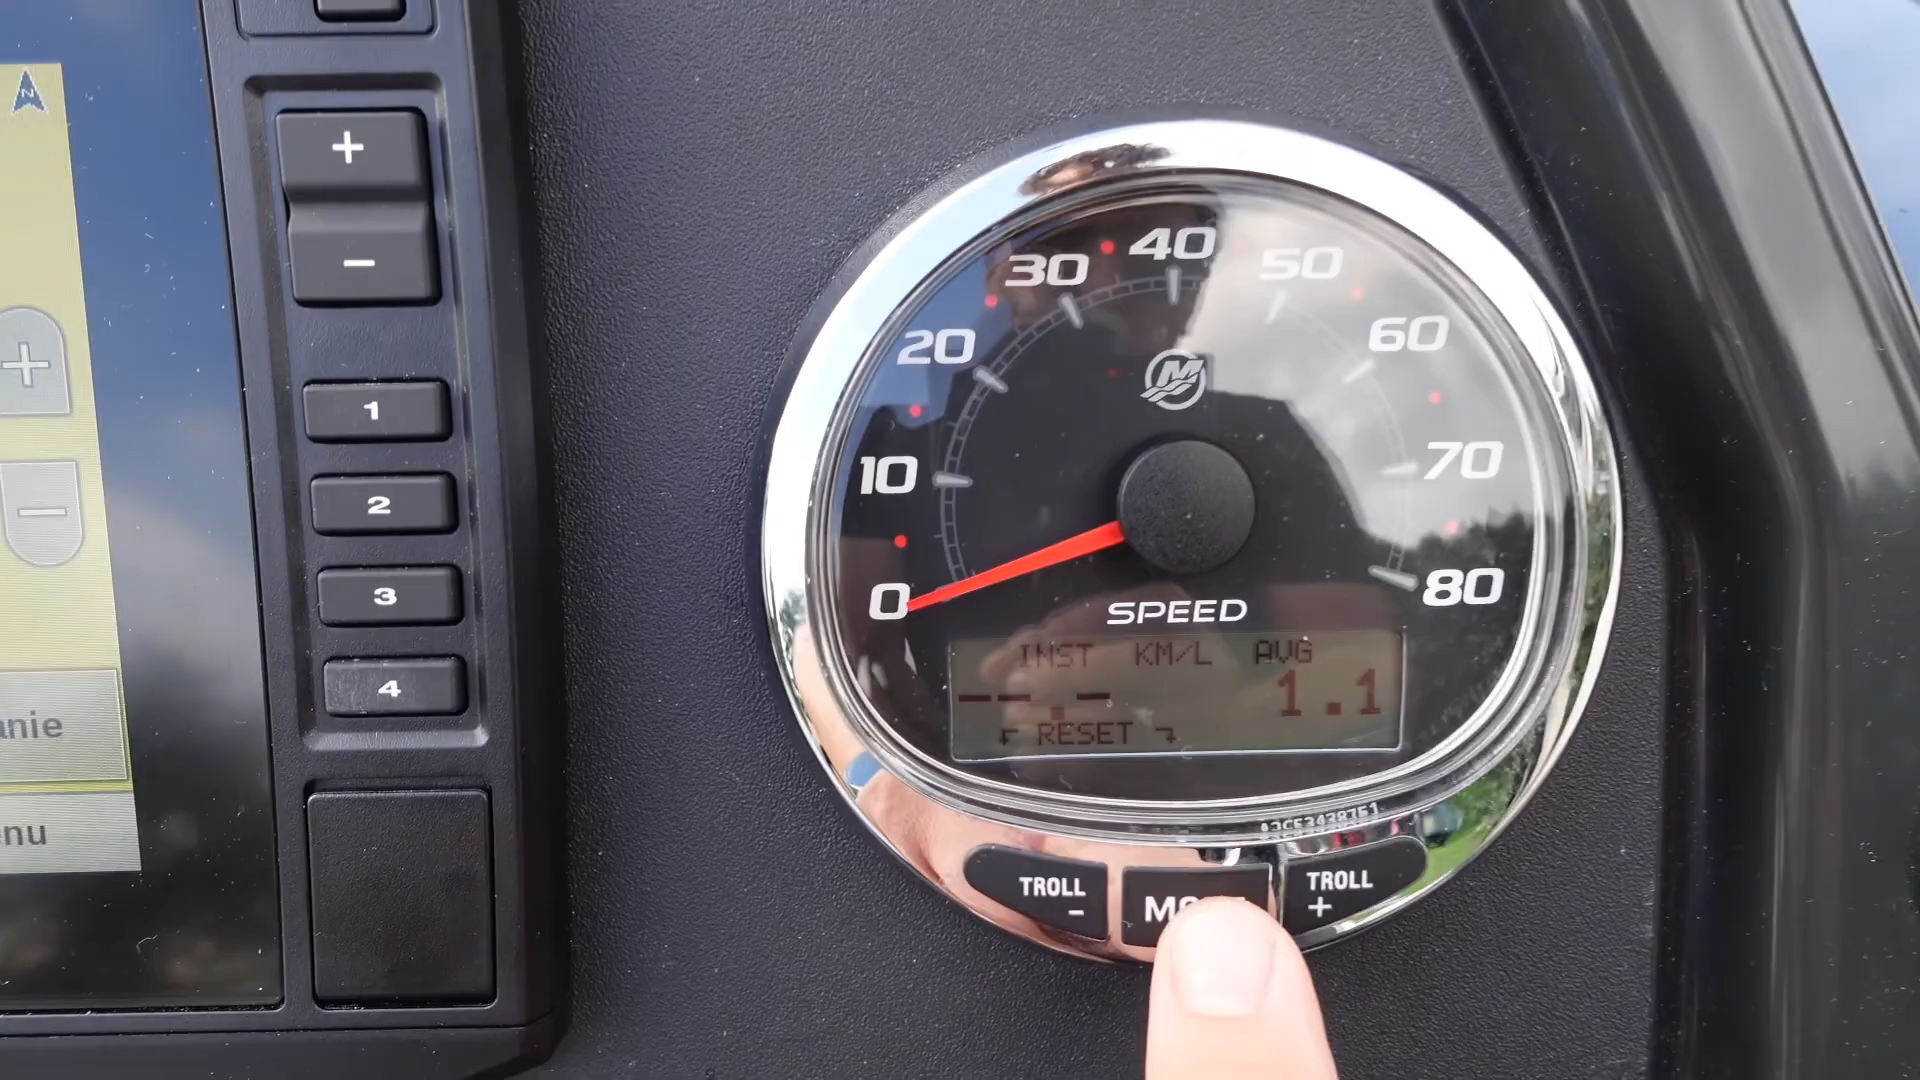 N
+
−
+
−
1
2
3
4
anie
nu
0
10
20
30
40
50
60
70
80
M
SPEED
INST KM/L AVG
--.- 1.1
RESET
TROLL
-
TROLL
+